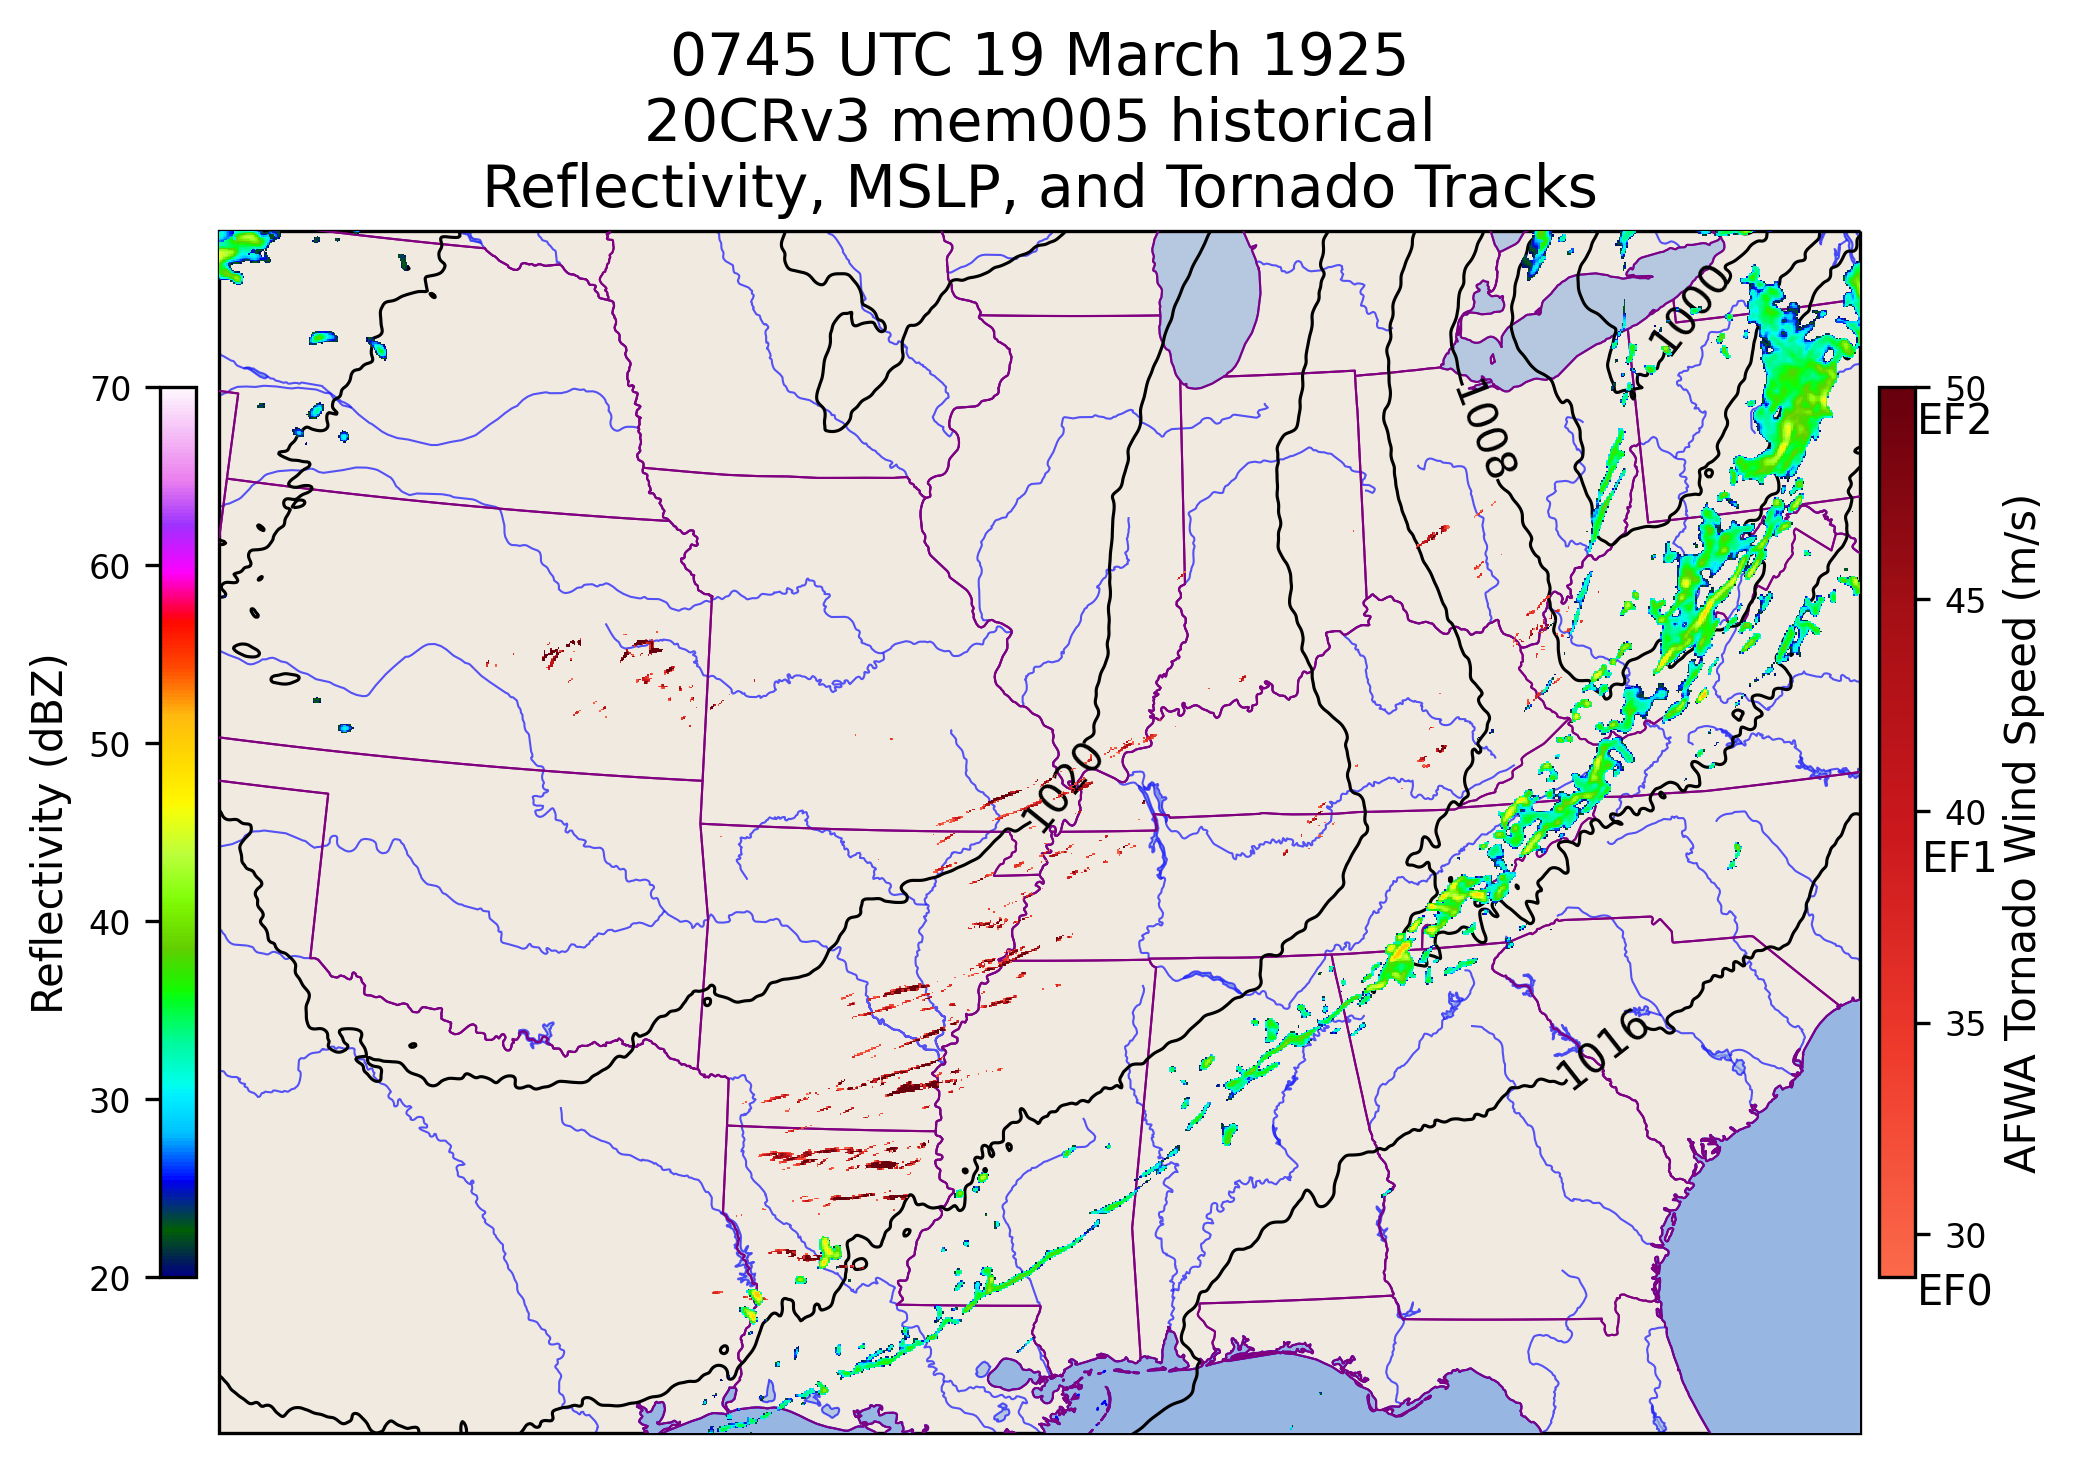 0745 UTC 19 March 1925
20CRv3 mem005 historical
Reflectivity, MSLP, and Tornado Tracks
70
60
50
40
30
20
Reflectivity (dBZ)
1000
1008
1020
1016
50
EF2
45
40
EF1
35
30
EF0
AFWA Tornado Wind Speed (m/s)